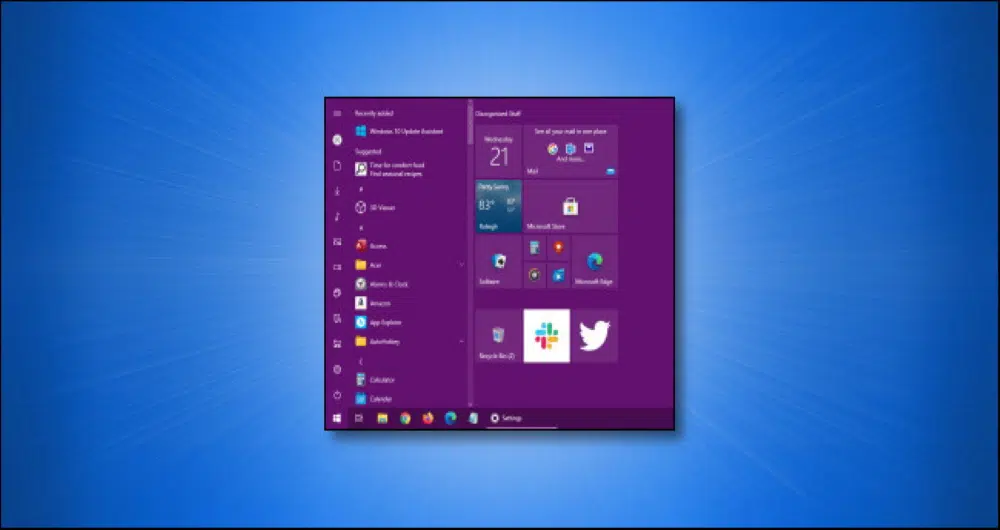 Recently added
Windows 10 Update Assistant
Suggested
Time for comfort food
Find seasonal recipes
#
3D Viewer
Access
Acer
Alarms & Clock
Amazon
App Explorer
AutoHotkey
C
Calculator
Calendar
Disorganized Stuff
Wednesday
21
See all your mail in one place
And more...
Mail
Partly Sunny
83°
Raleigh
Microsoft Store
Software
Microsoft Edge
Recycle Bin (2)
Settings